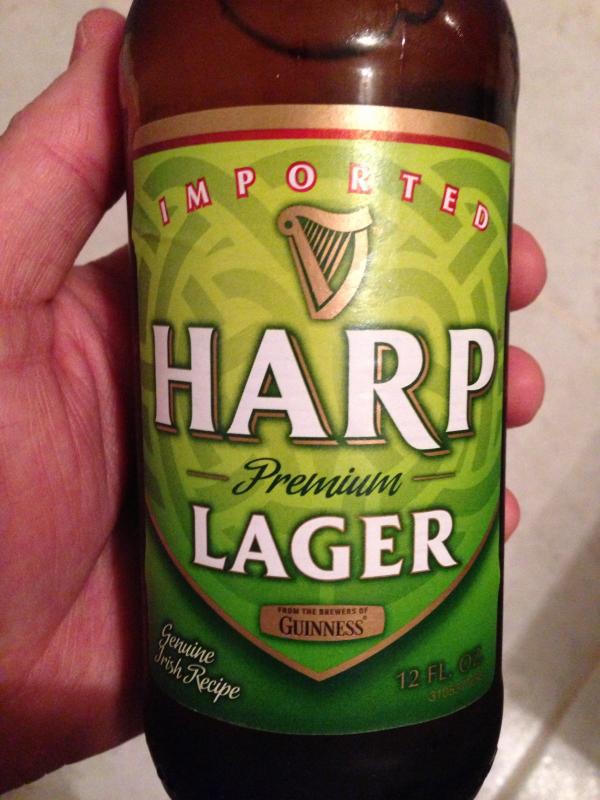 IMPORTED
HARP
Premium
LAGER
FROM THE BREWERS OF
GUINNESS®
Genuine
Irish Recipe
12 FL. OZ.